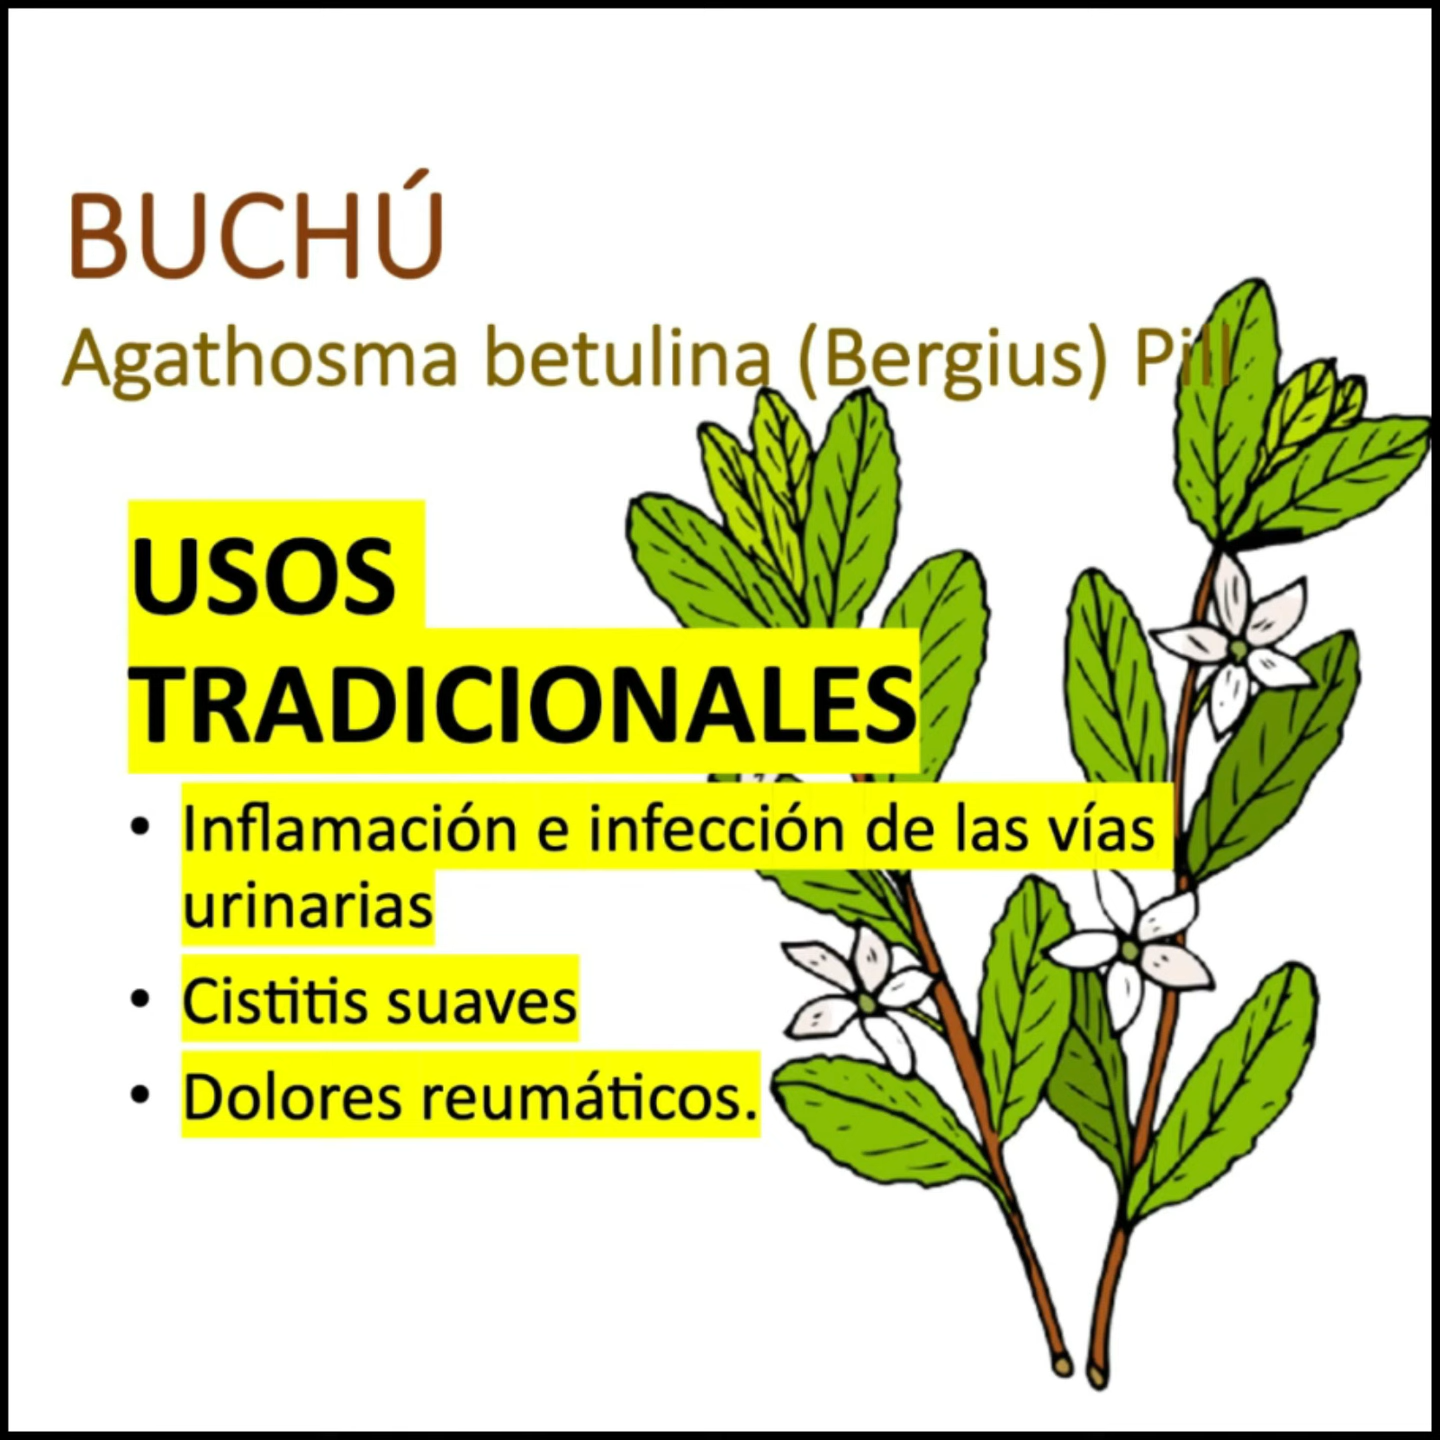 BUCHÚ
Agathosma betulina (Bergius) Pill
USOS
TRADICIONALES
• Inflamación e infección de las vías
urinarias
• Cistitis suaves
• Dolores reumáticos.